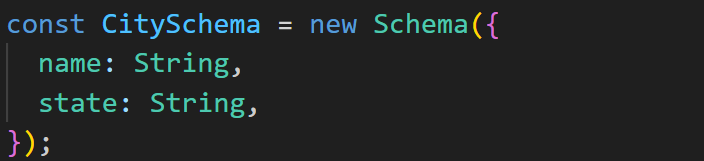 const CitySchema = new Schema({
  name: String,
  state: String,
});